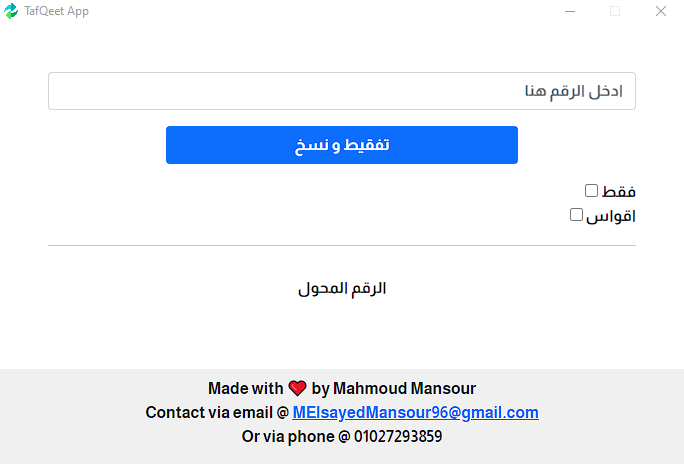 TafQeet App
ادخل الرقم هنا
تفقيط و نسخ
فقط
اقواس
الرقم المحول
Made with ❤️ by Mahmoud Mansour
Contact via email @ MElsayedMansour96@gmail.com
Or via phone @ 01027293859